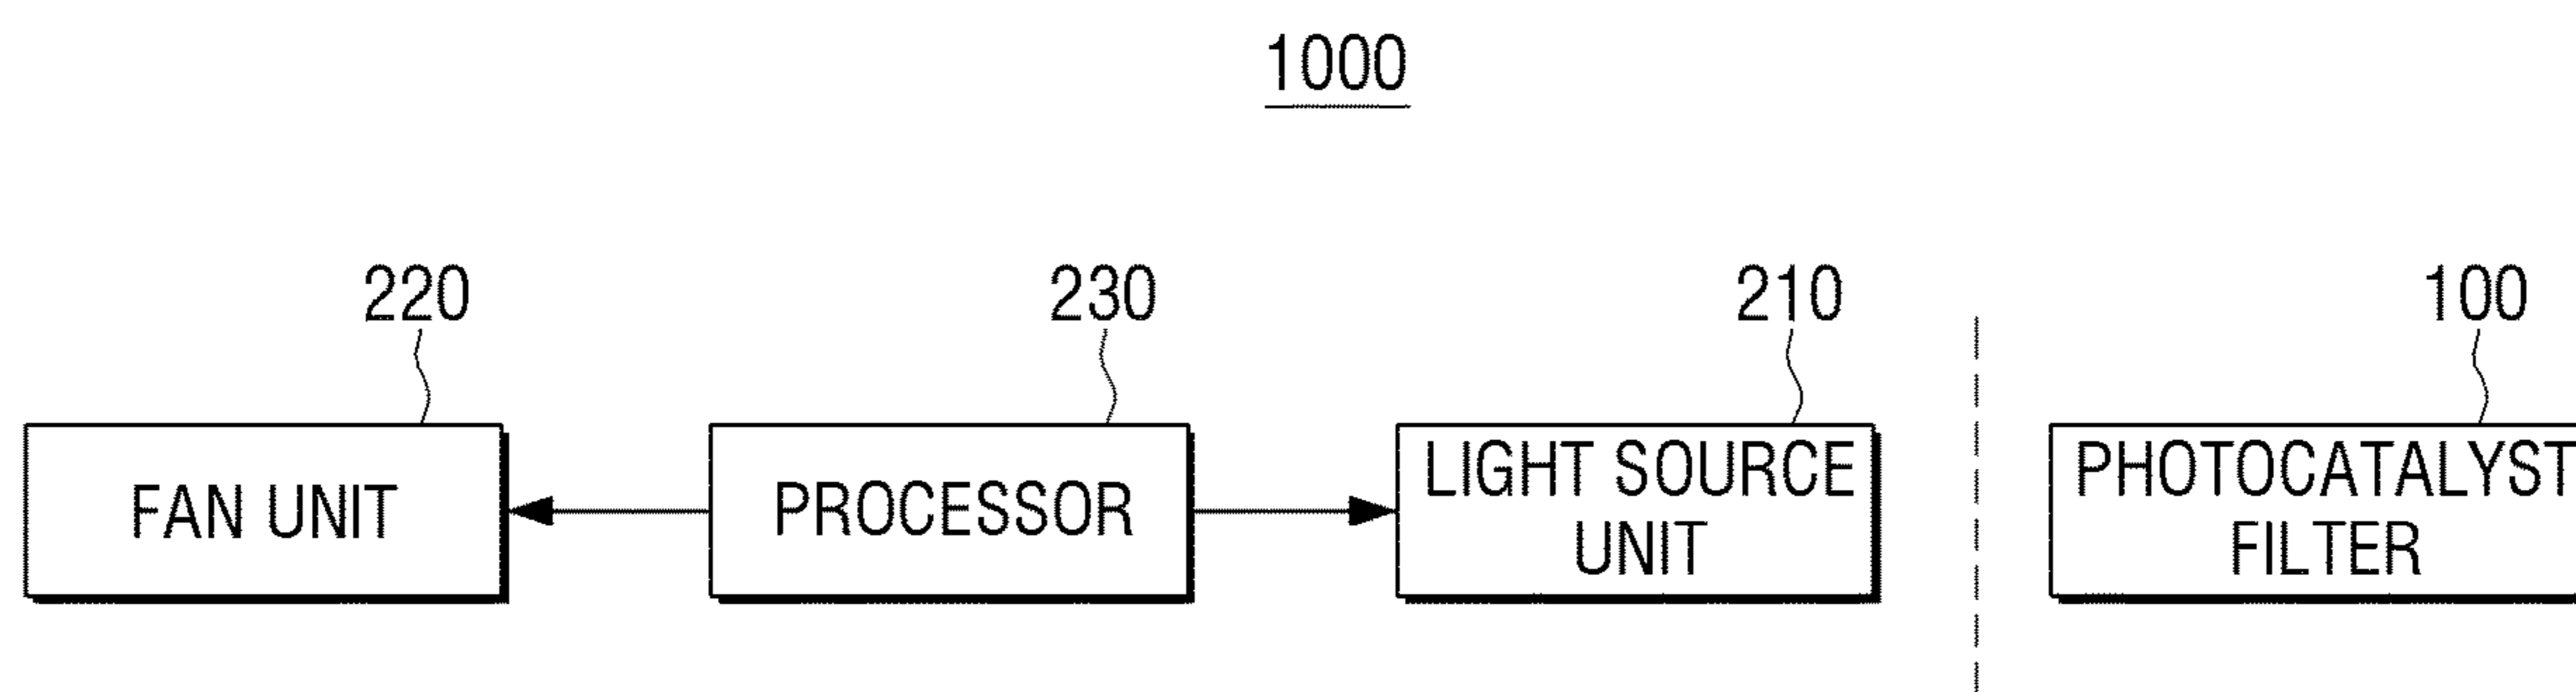 1000
220
230
210
100
FAN UNIT
PROCESSOR
LIGHT SOURCE
UNIT
PHOTOCATALYST
FILTER